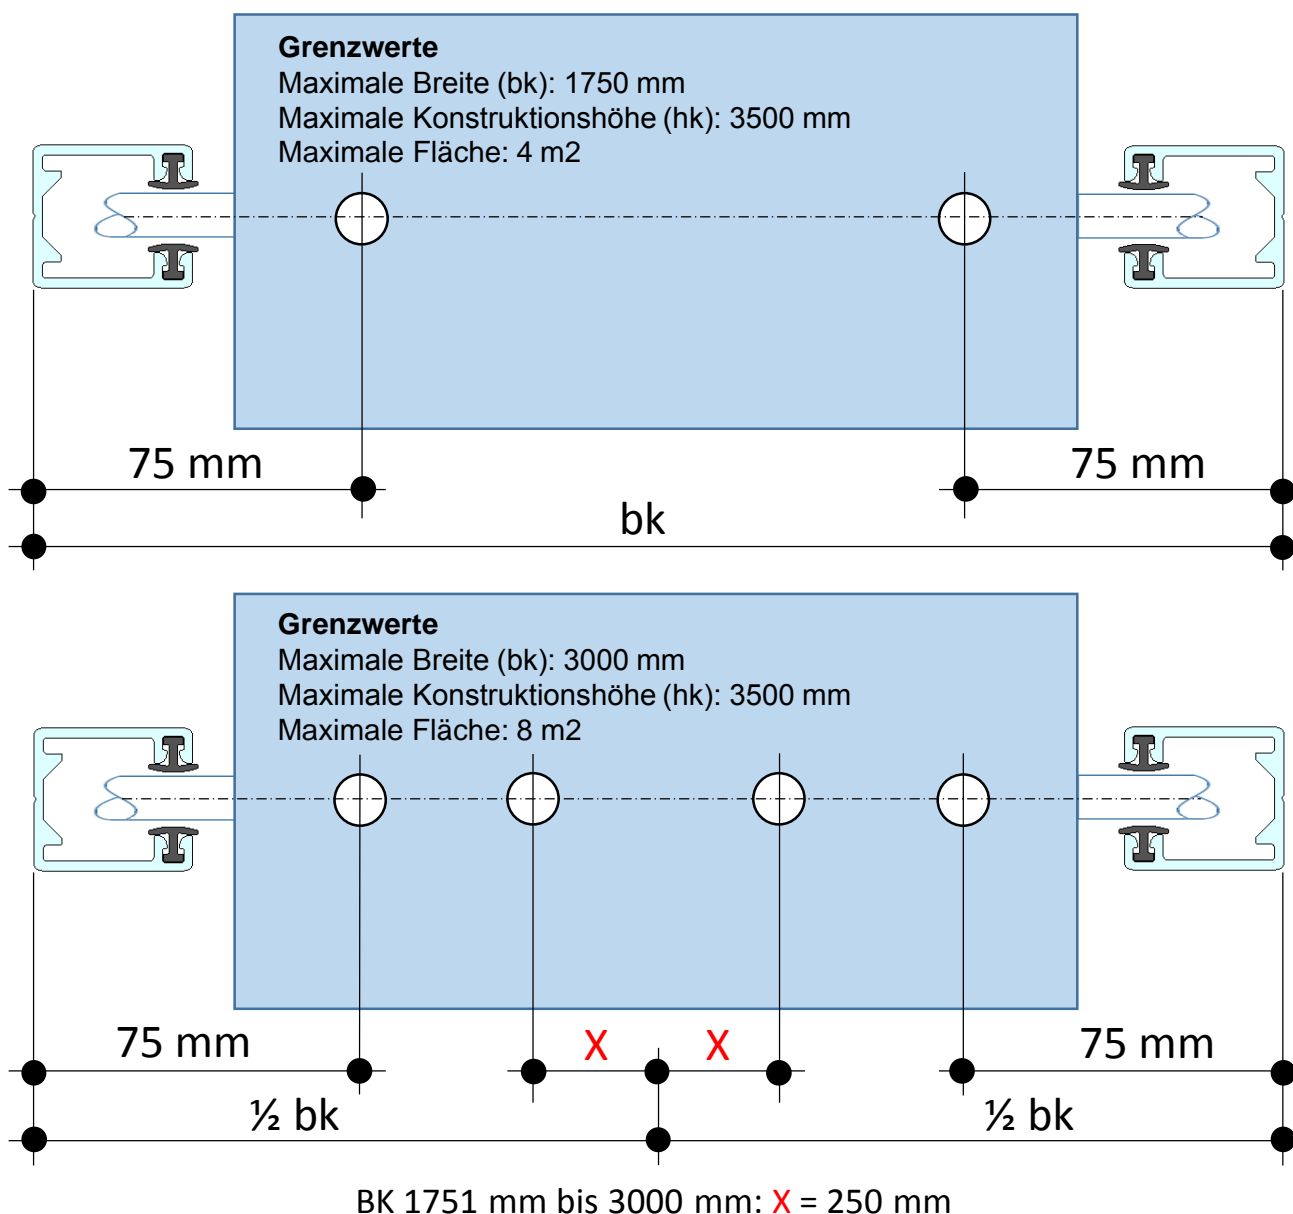 Grenzwerte
Maximale Breite (bk): 1750 mm
Maximale Konstruktionshöhe (hk): 3500 mm
Maximale Fläche: 4 m2
75 mm
75 mm
bk
Grenzwerte
Maximale Breite (bk): 3000 mm
Maximale Konstruktionshöhe (hk): 3500 mm
Maximale Fläche: 8 m2
75 mm
X
X
75 mm
½ bk
½ bk
BK 1751 mm bis 3000 mm: X = 250 mm